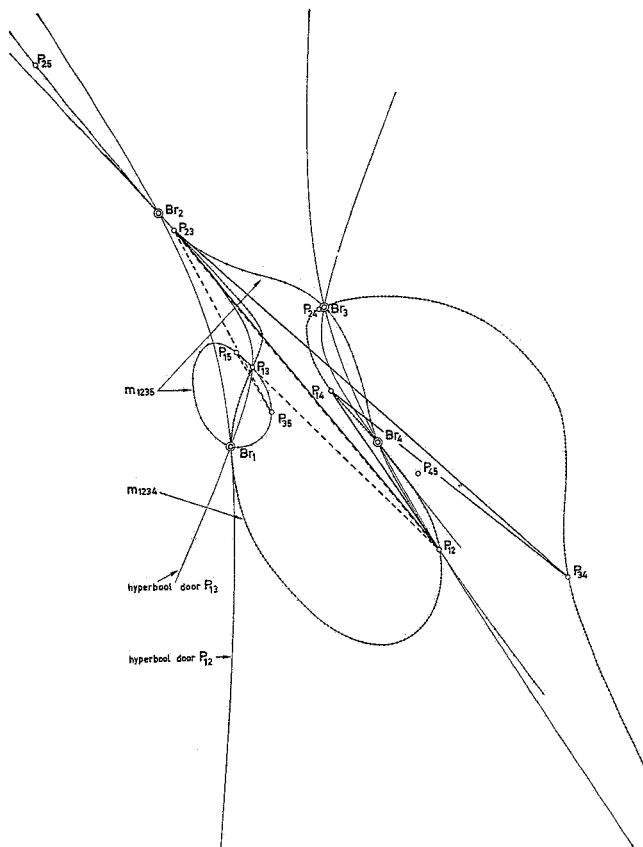 P25
Br2
P23
P24
Br3
P15
P13
m1235
P14
P35
Br4
Br1
P45
m1234
P12
P34
hyperbool door P13
hyperbool door P12